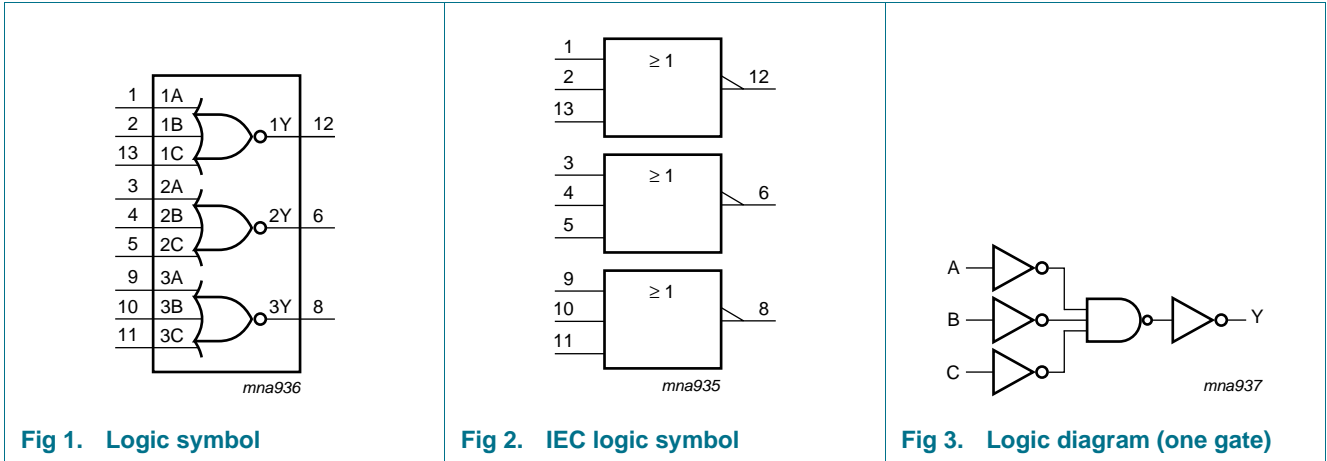 1 1A
2 1B 1Y 12
13 1C
3 2A
4 2B 2Y 6
5 2C
9 3A
10 3B 3Y 8
11 3C
mna936
Fig 1. Logic symbol
1
≥ 1
2
12
13
3
≥ 1
4
6
5
9
≥ 1
10
8
11
mna935
Fig 2. IEC logic symbol
A
B
Y
C
mna937
Fig 3. Logic diagram (one gate)